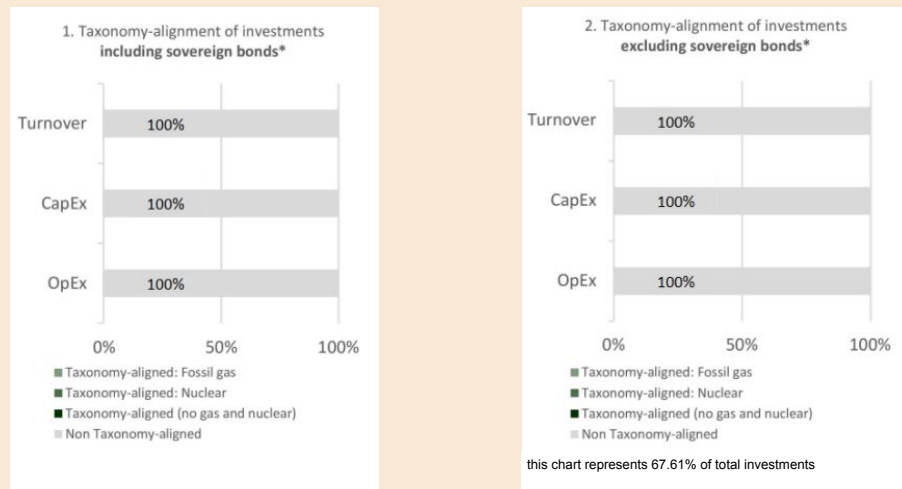 1. Taxonomy-alignment of investments
including sovereign bonds*
Turnover
100%
CapEx
100%
OpEx
100%
0%
50%
100%
Taxonomy-aligned: Fossil gas
Taxonomy-aligned: Nuclear
Taxonomy-aligned (no gas and nuclear)
Non Taxonomy-aligned
2. Taxonomy-alignment of investments
excluding sovereign bonds*
Turnover
100%
CapEx
100%
OpEx
100%
0%
50%
100%
Taxonomy-aligned: Fossil gas
Taxonomy-aligned: Nuclear
Taxonomy-aligned (no gas and nuclear)
Non Taxonomy-aligned
this chart represents 67.61% of total investments